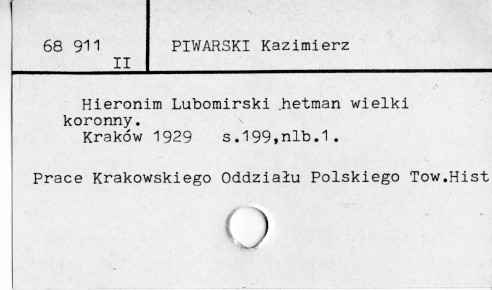 68 911
II
PIWARSKI Kazimierz
Hieronim Lubomirski hetman wielki
koronny.
Kraków 1929 s.199,nlb.1.
Prace Krakowskiego Oddziału Polskiego Tow.Hist